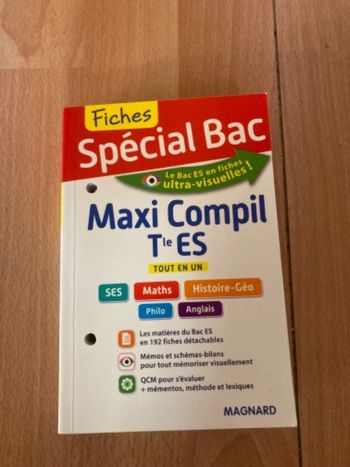 Fiches
Spécial Bac
Le Bac ES en fiches
ultra-visuelles !
Maxi Compil
Tle ES
TOUT EN UN
SES Maths Histoire-Géo
Philo Anglais
Les matières du Bac ES
en 192 fiches détachables
Mémos et schémas-bilans
pour tout mémoriser visuellement
QCM pour s'évaluer
+ mémentos, méthode et lexiques
MAGNARD